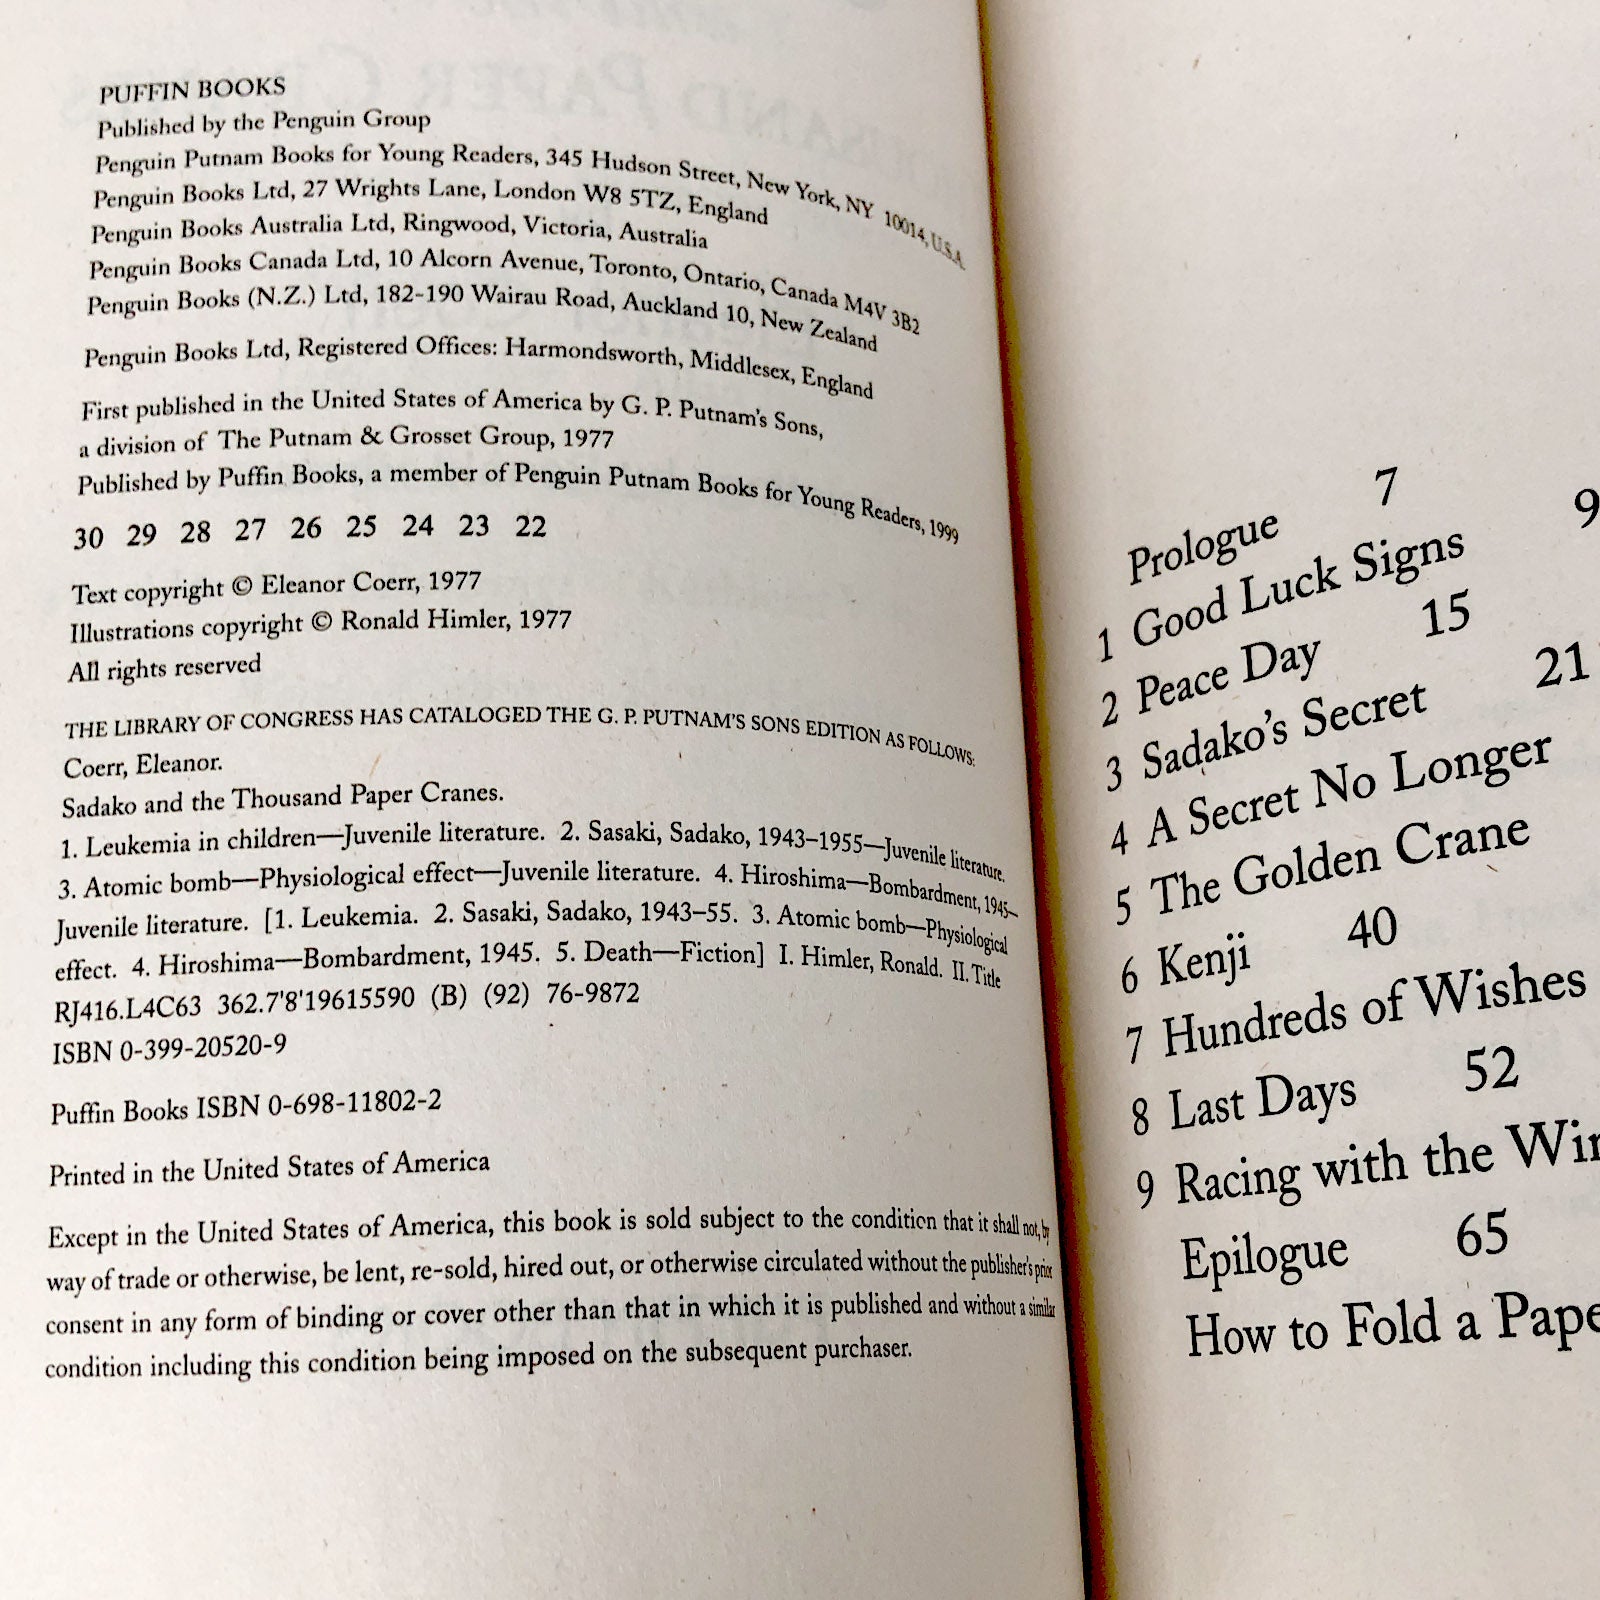 PUFFIN BOOKS
Published by the Penguin Group
Penguin Putnam Books for Young Readers, 345 Hudson Street, New York, NY 10014, U.S.A.
Penguin Books Ltd, 27 Wrights Lane, London W8 5TZ, England
Penguin Books Australia Ltd, Ringwood, Victoria, Australia
Penguin Books Canada Ltd, 10 Alcorn Avenue, Toronto, Ontario, Canada M4V 3B2
Penguin Books (N.Z.) Ltd, 182-190 Wairau Road, Auckland 10, New Zealand
Penguin Books Ltd, Registered Offices: Harmondsworth, Middlesex, England
First published in the United States of America by G. P. Putnam's Sons,
a division of The Putnam & Grosset Group, 1977
Published by Puffin Books, a member of Penguin Putnam Books for Young Readers, 1999
30 29 28 27 26 25 24 23 22
Text copyright © Eleanor Coerr, 1977
Illustrations copyright © Ronald Himler, 1977
All rights reserved
THE LIBRARY OF CONGRESS HAS CATALOGED THE G. P. PUTNAM'S SONS EDITION AS FOLLOWS:
Coerr, Eleanor.
Sadako and the Thousand Paper Cranes.
1. Leukemia in children—Juvenile literature. 2. Sasaki, Sadako, 1943–1955—Juvenile literature.
3. Atomic bomb—Physiological effect—Juvenile literature. 4. Hiroshima—Bombardment, 1945—
Juvenile literature. [1. Leukemia. 2. Sasaki, Sadako, 1943–55. 3. Atomic bomb—Physiological
effect. 4. Hiroshima—Bombardment, 1945. 5. Death—Fiction] I. Himler, Ronald. II. Title
RJ416.L4C63 362.7'8'19615590 (B) (92) 76-9872
ISBN 0-399-20520-9
Puffin Books ISBN 0-698-11802-2
Printed in the United States of America
Except in the United States of America, this book is sold subject to the condition that it shall not, by
way of trade or otherwise, be lent, re-sold, hired out, or otherwise circulated without the publisher's prior
consent in any form of binding or cover other than that in which it is published and without a similar
condition including this condition being imposed on the subsequent purchaser.
Prologue 7
1 Good Luck Signs 9
2 Peace Day 15
3 Sadako's Secret 21
4 A Secret No Longer
5 The Golden Crane
6 Kenji 40
7 Hundreds of Wishes
8 Last Days 52
9 Racing with the
Epilogue 65
How to Fold a